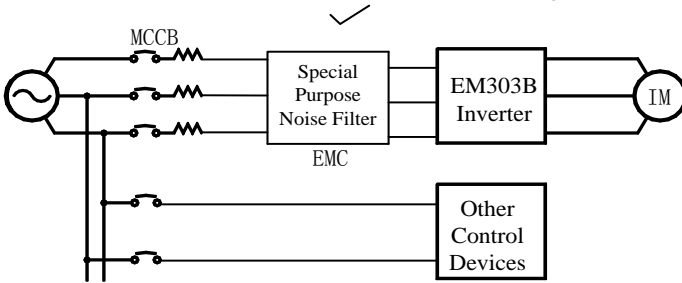 MCCB
Special
Purpose
Noise Filter
EMC
EM303B
Inverter
IM
Other
Control
Devices